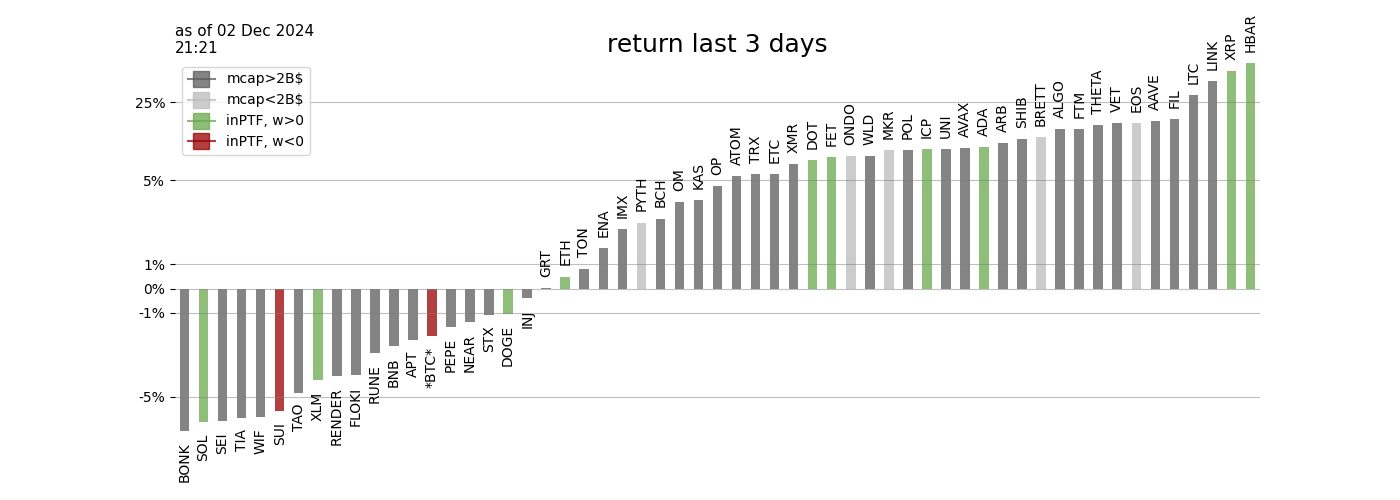 as of 02 Dec 2024
21:21
return last 3 days
mcap>2B$
mcap<2B$
inPTF, w>0
inPTF, w<0
25%
5%
1%
0%
-1%
-5%
BONK
SOL
SEI
TIA
WIF
SUI
TAO
XLM
RENDER
FLOKI
RUNE
BNB
APT
*BTC*
PEPE
NEAR
STX
DOGE
INJ
GRT
ETH
TON
ENA
IMX
PYTH
BCH
OM
KAS
OP
ATOM
TRX
ETC
XMR
DOT
FET
ONDO
WLD
MKR
POL
ICP
UNI
AVAX
ADA
ARB
SHIB
BRETT
ALGO
FTM
THETA
VET
EOS
AAVE
FIL
LTC
LINK
XRP
HBAR